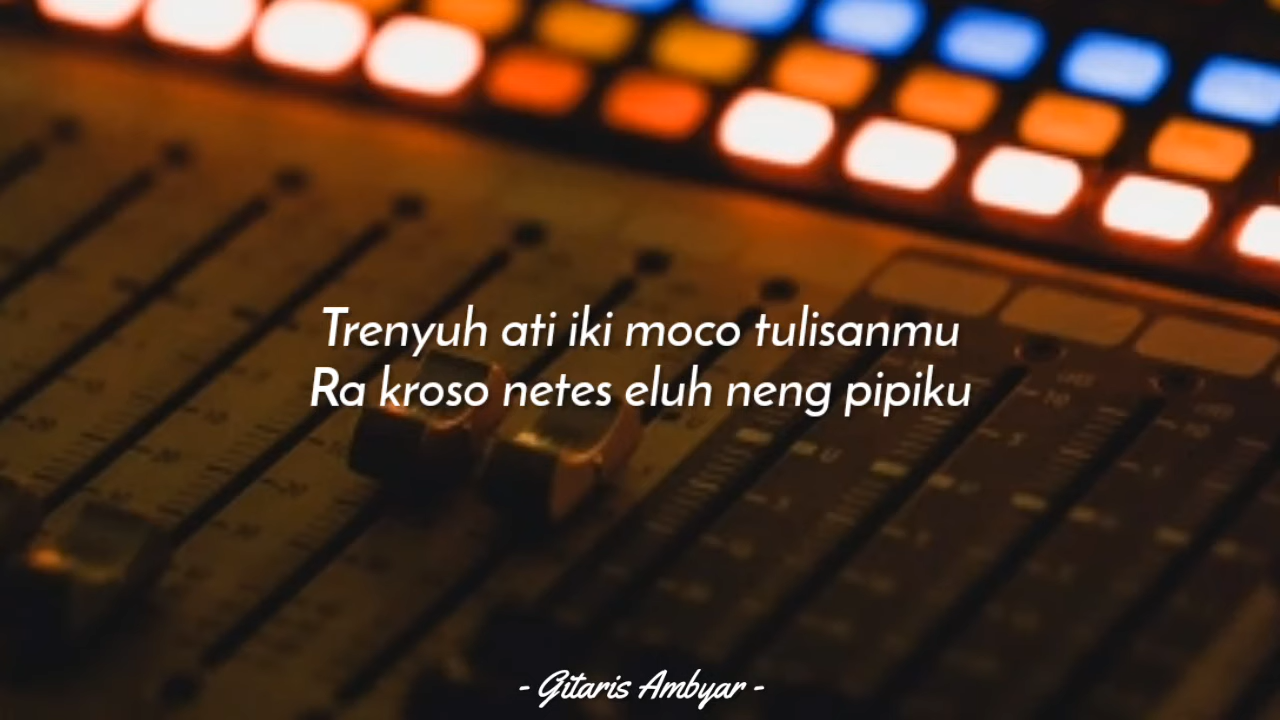 Trenyuh ati iki moco tulisanmu
Ra kroso netes eluh neng pipiku
- Gitaris Ambyar -